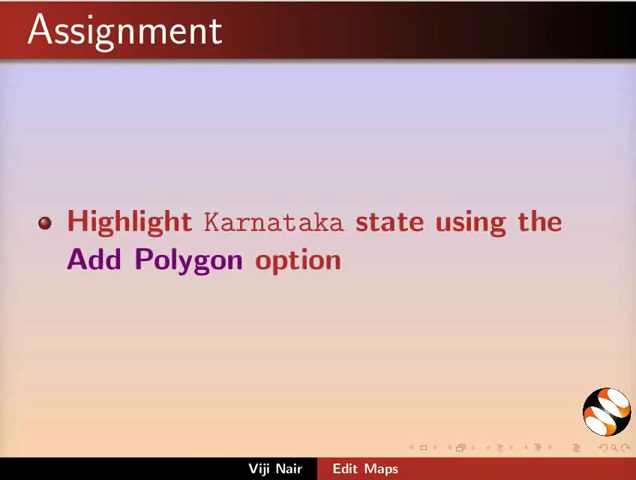 Assignment
Highlight Karnataka state using the
Add Polygon option
Viji Nair Edit Maps